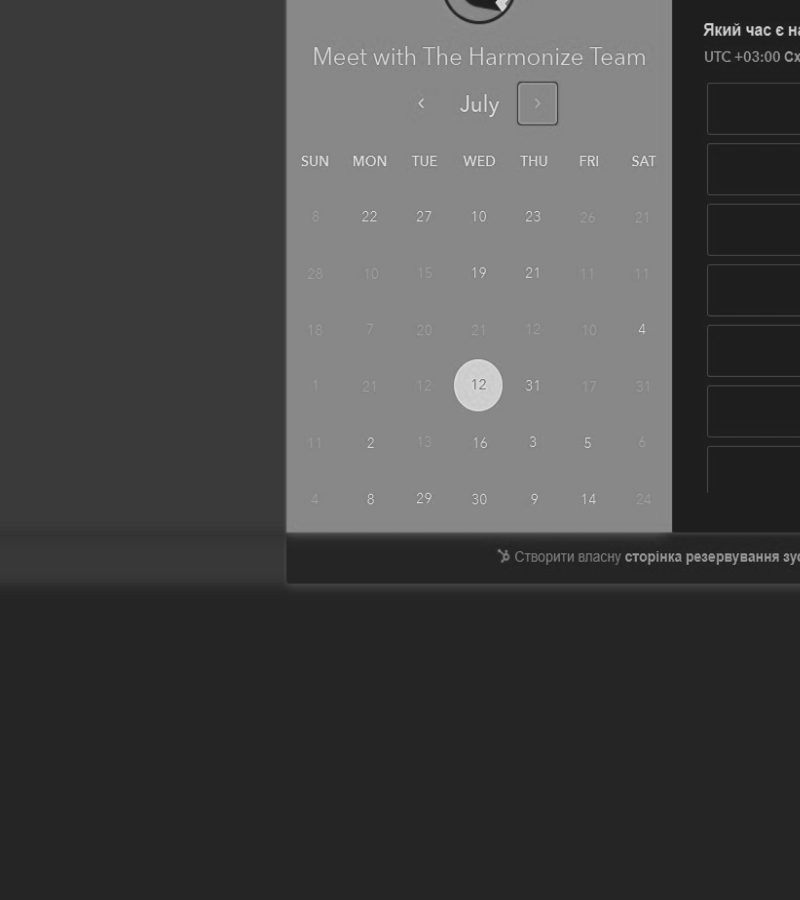 Meet with The Harmonize Team
July
SUN MON TUE WED THU FRI SAT
8 22 27 10 23 26 21
28 10 15 19 21 11 11
18 7 20 21 12 10 4
1 21 12 12 31 17 31
11 2 13 16 3 5 6
4 8 29 30 9 14 24
Який час є
UTC +03:00
Створити власну сторінка резервування